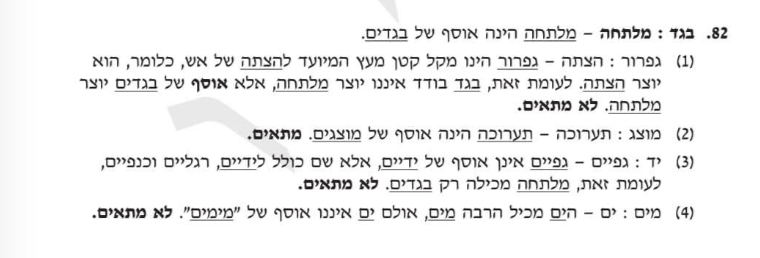 82. בגד : מלתחה – מלתחה הינה אוסף של בגדים.
(1) גפרור : הצתה – גפרור הינו מקל קטן מעץ המיועד להצתה של אש, כלומר, הוא
יוצר הצתה. לעומת זאת, בגד בודד איננו יוצר מלתחה, אלא אוסף של בגדים יוצר
מלתחה. לא מתאים.
(2) מוצג : תערוכה – תערוכה הינה אוסף של מוצגים. מתאים.
(3) יד : גפיים – גפיים אינן אוסף של ידיים, אלא שם כולל לידיים, רגליים וכנפיים,
לעומת זאת, מלתחה מכילה רק בגדים. לא מתאים.
(4) מים : ים – הים מכיל הרבה מים, אולם ים איננו אוסף של "מימים". לא מתאים.